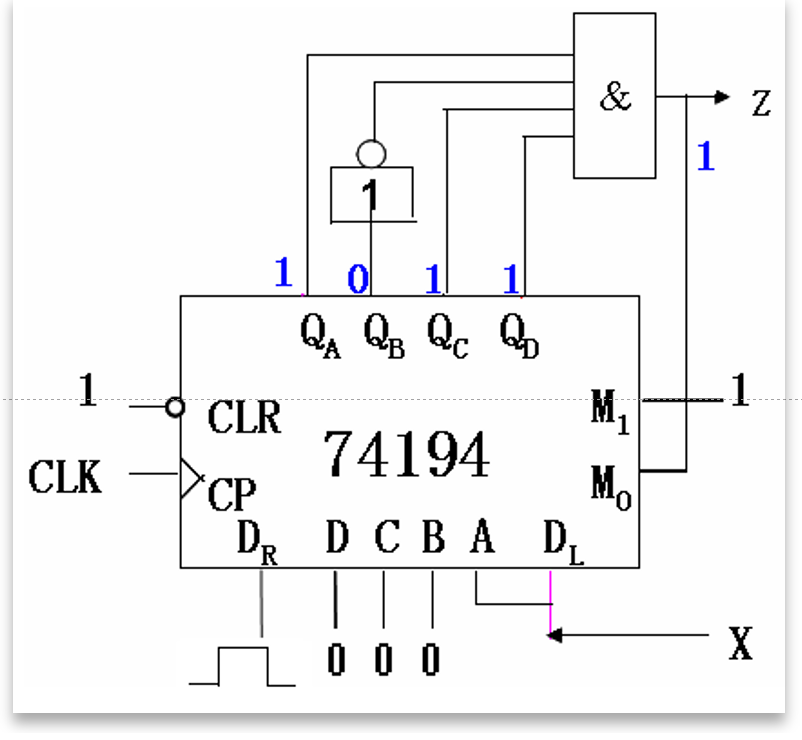 &
Z
1
1
1 0 1 1
Q_A Q_B Q_C Q_D
1
CLR
M_1
1
74194
CLK
CP
M_0
D_R D C B A D_L
0 0 0
X